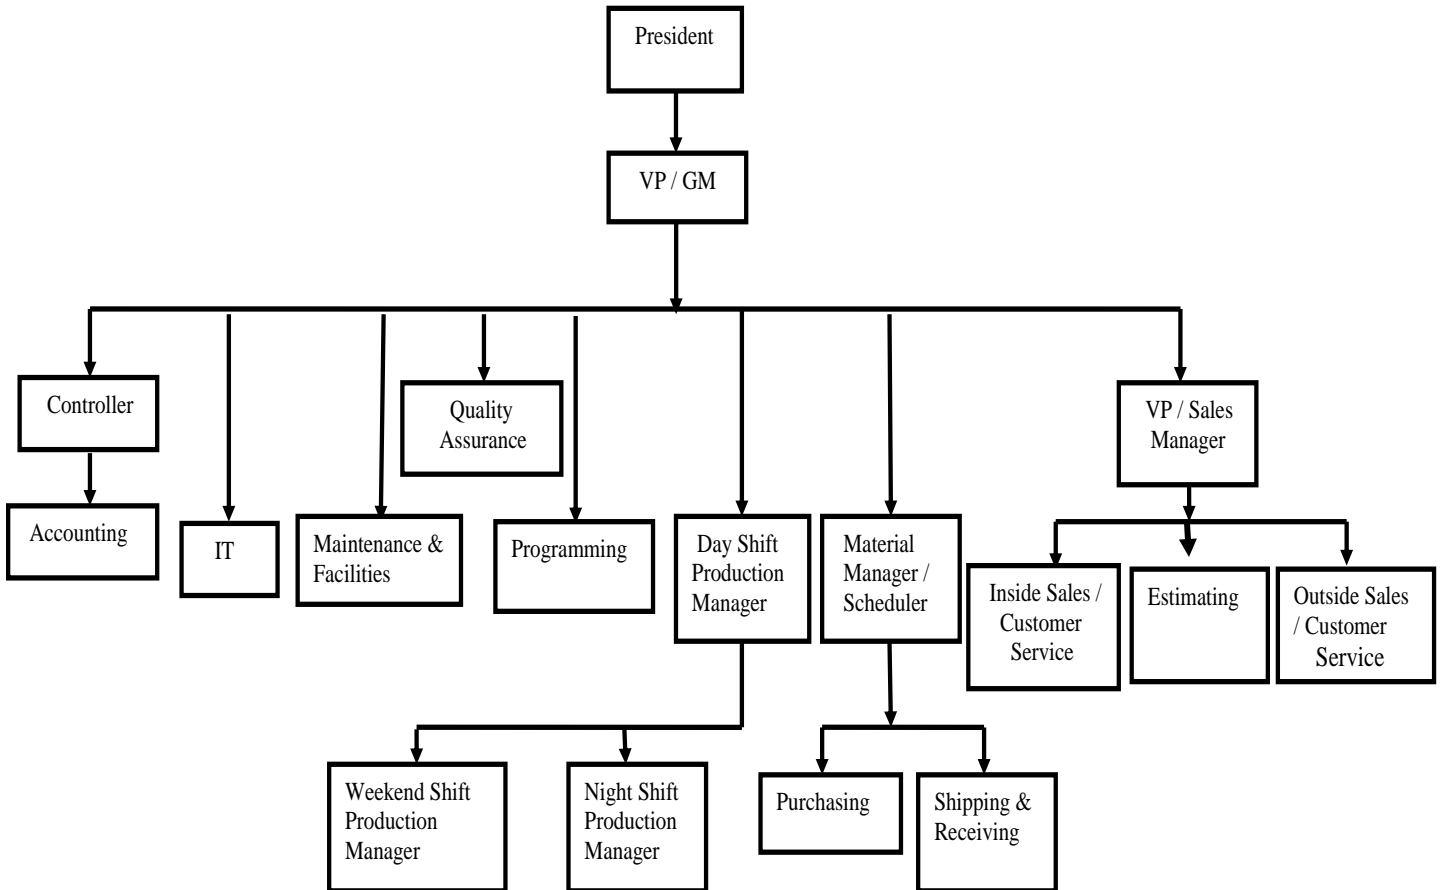 President
VP / GM
Controller
Quality
Assurance
VP / Sales
Manager
Accounting
IT
Maintenance &
Facilities
Programming
Day Shift
Production
Manager
Material
Manager /
Scheduler
Inside Sales /
Customer
Service
Estimating
Outside Sales
/ Customer
Service
Weekend Shift
Production
Manager
Night Shift
Production
Manager
Purchasing
Shipping &
Receiving